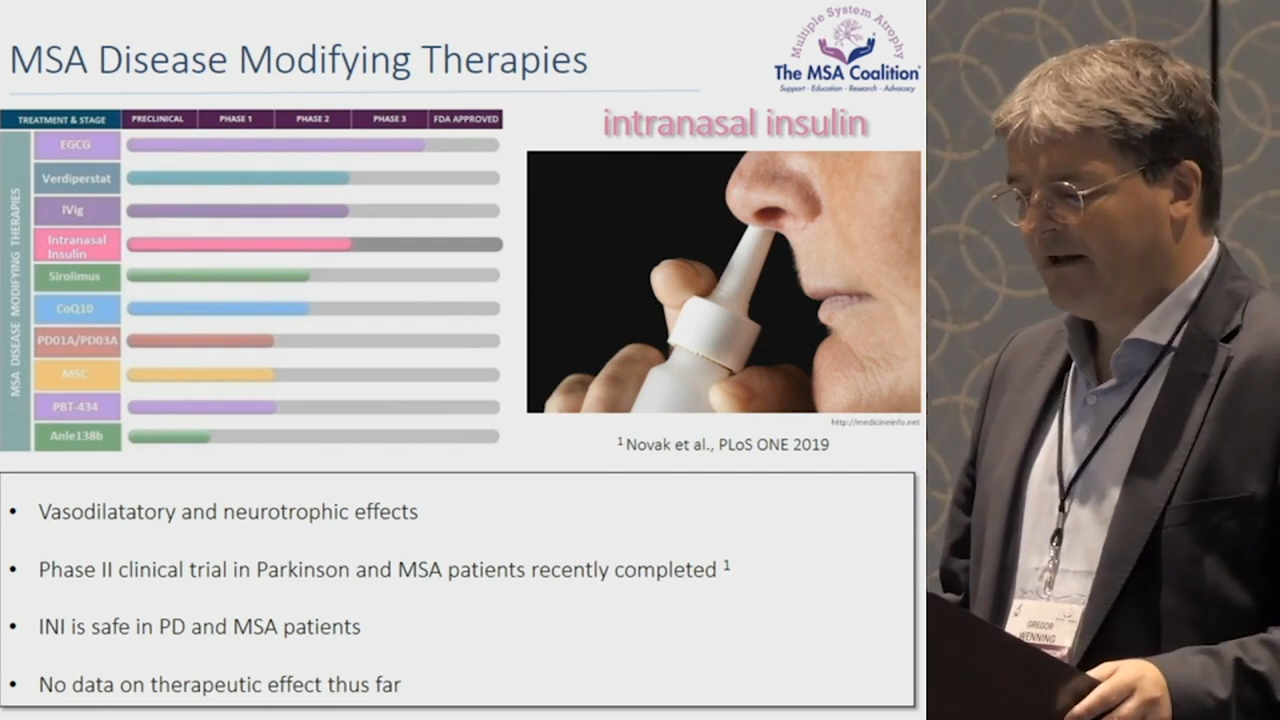 MSA Disease Modifying Therapies
Multiple System Atrophy
The MSA Coalition®
Support - Education - Research - Advocacy
TREATMENT & STAGE PRECLINICAL PHASE 1 PHASE 2 PHASE 3 FDA APPROVED
MSA DISEASE MODIFYING THERAPIES
EGCG
Verdiperstat
IVig
Intranasal
Insulin
Sirolimus
CoQ10
PD01A/PD03A
MSC
PBT-434
Anle138b
intranasal insulin
http://medicineinfo.net
1 Novak et al., PLoS ONE 2019
• Vasodilatatory and neurotrophic effects
• Phase II clinical trial in Parkinson and MSA patients recently completed 1
• INI is safe in PD and MSA patients
• No data on therapeutic effect thus far
GREGOR
WENNING